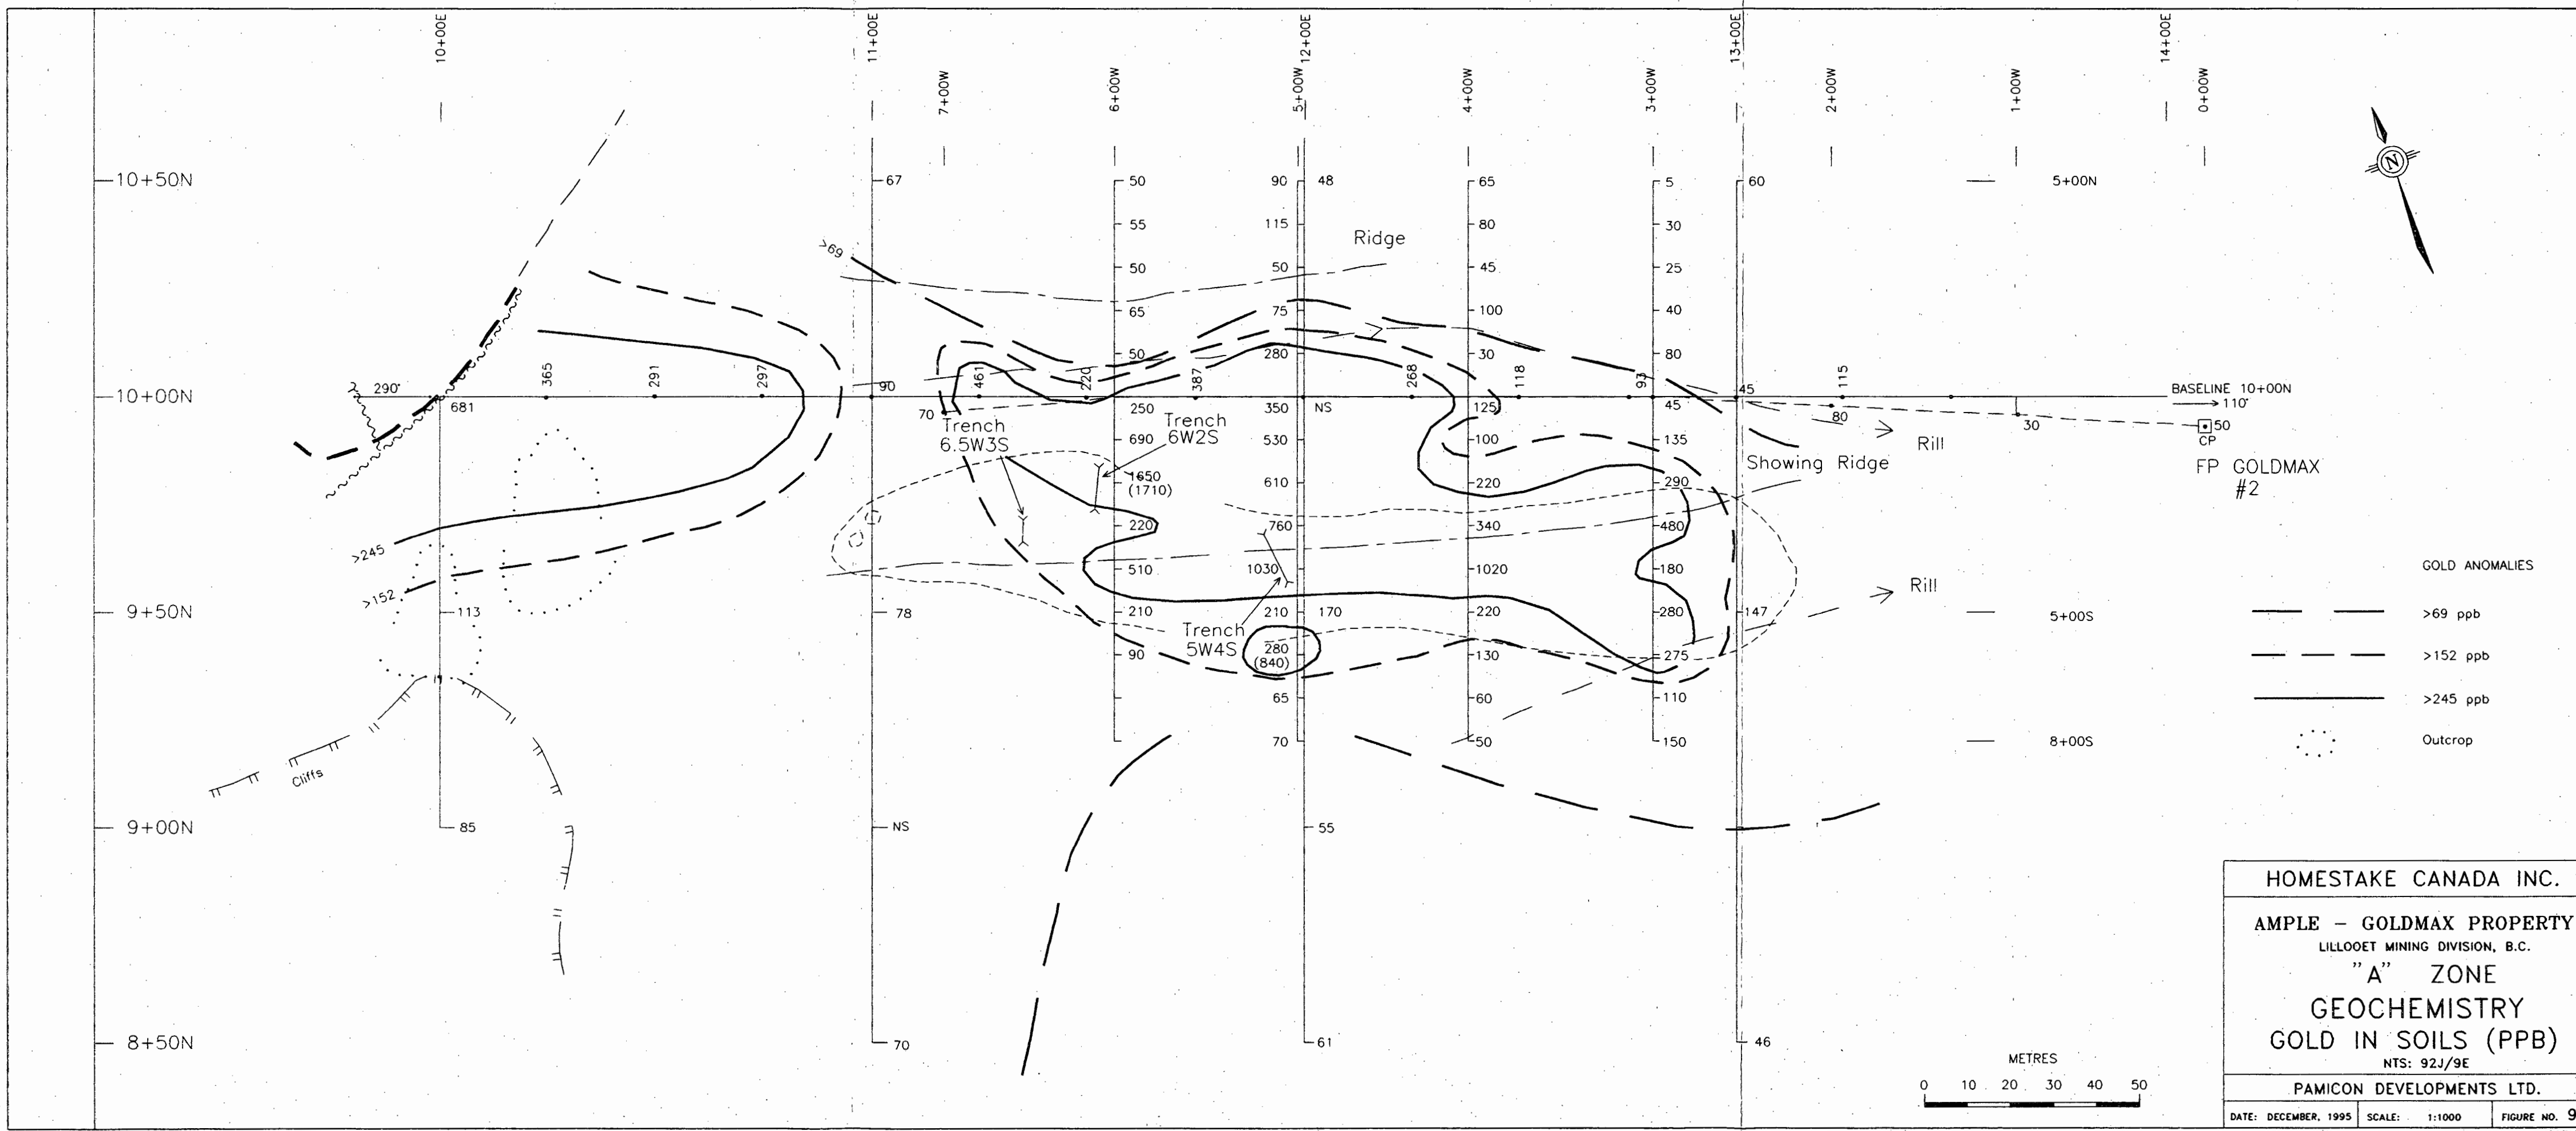 10+00E
11+00E
12+00E
13+00E
14+00E
7+00W
6+00W
5+00W
4+00W
3+00W
2+00W
1+00W
0+00W
N
10+50N
67
50
90
48
65
5
60
5+00N
55
115
80
30
Ridge
>69
50
50
45
25
65
75
100
40
50
280
30
80
10+00N
290°
681
365
291
297
90
461
220
387
268
118
93
45
115
BASELINE 10+00N
110°
70
250
350
NS
125
45
80
30
50
CP
Trench
6.5W3S
Trench
6W2S
690
530
100
135
Rill
Showing Ridge
FP GOLDMAX
#2
1650
(1710)
610
220
290
220
760
340
480
>245
510
1030
1020
180
>152
Rill
9+50N
113
78
210
210
170
220
280
147
5+00S
Trench
5W4S
90
280
(840)
130
275
65
60
110
70
50
150
8+00S
Cliffs
9+00N
85
NS
55
8+50N
70
61
46
GOLD ANOMALIES
>69 ppb
>152 ppb
>245 ppb
Outcrop
METRES
0 10 20 30 40 50
HOMESTAKE CANADA INC.
AMPLE – GOLDMAX PROPERTY
LILLOOET MINING DIVISION, B.C.
"A" ZONE
GEOCHEMISTRY
GOLD IN SOILS (PPB)
NTS: 92J/9E
PAMICON DEVELOPMENTS LTD.
DATE: DECEMBER, 1995 SCALE: 1:1000 FIGURE NO. 9